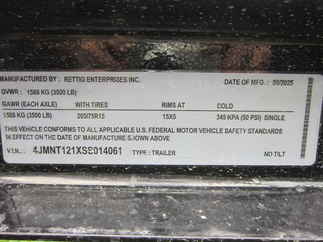 MANUFACTURED BY : RETTIG ENTERPRISES INC. DATE OF MFG. : 05/2025
GVWR : 1588 KG (3500 LB)
GAWR (EACH AXLE) WITH TIRES RIMS AT COLD
1588 KG (3500 LB) 205/75R15 15X5 345 KPA (50 PSI) SINGLE
THIS VEHICLE CONFORMS TO ALL APPLICABLE U.S. FEDERAL MOTOR VEHICLE SAFETY STANDARDS
IN EFFECT ON THE DATE OF MANUFACTURE SHOWN ABOVE
V.I.N.: 4JMNT121XSE014061 TYPE : TRAILER NO TILT